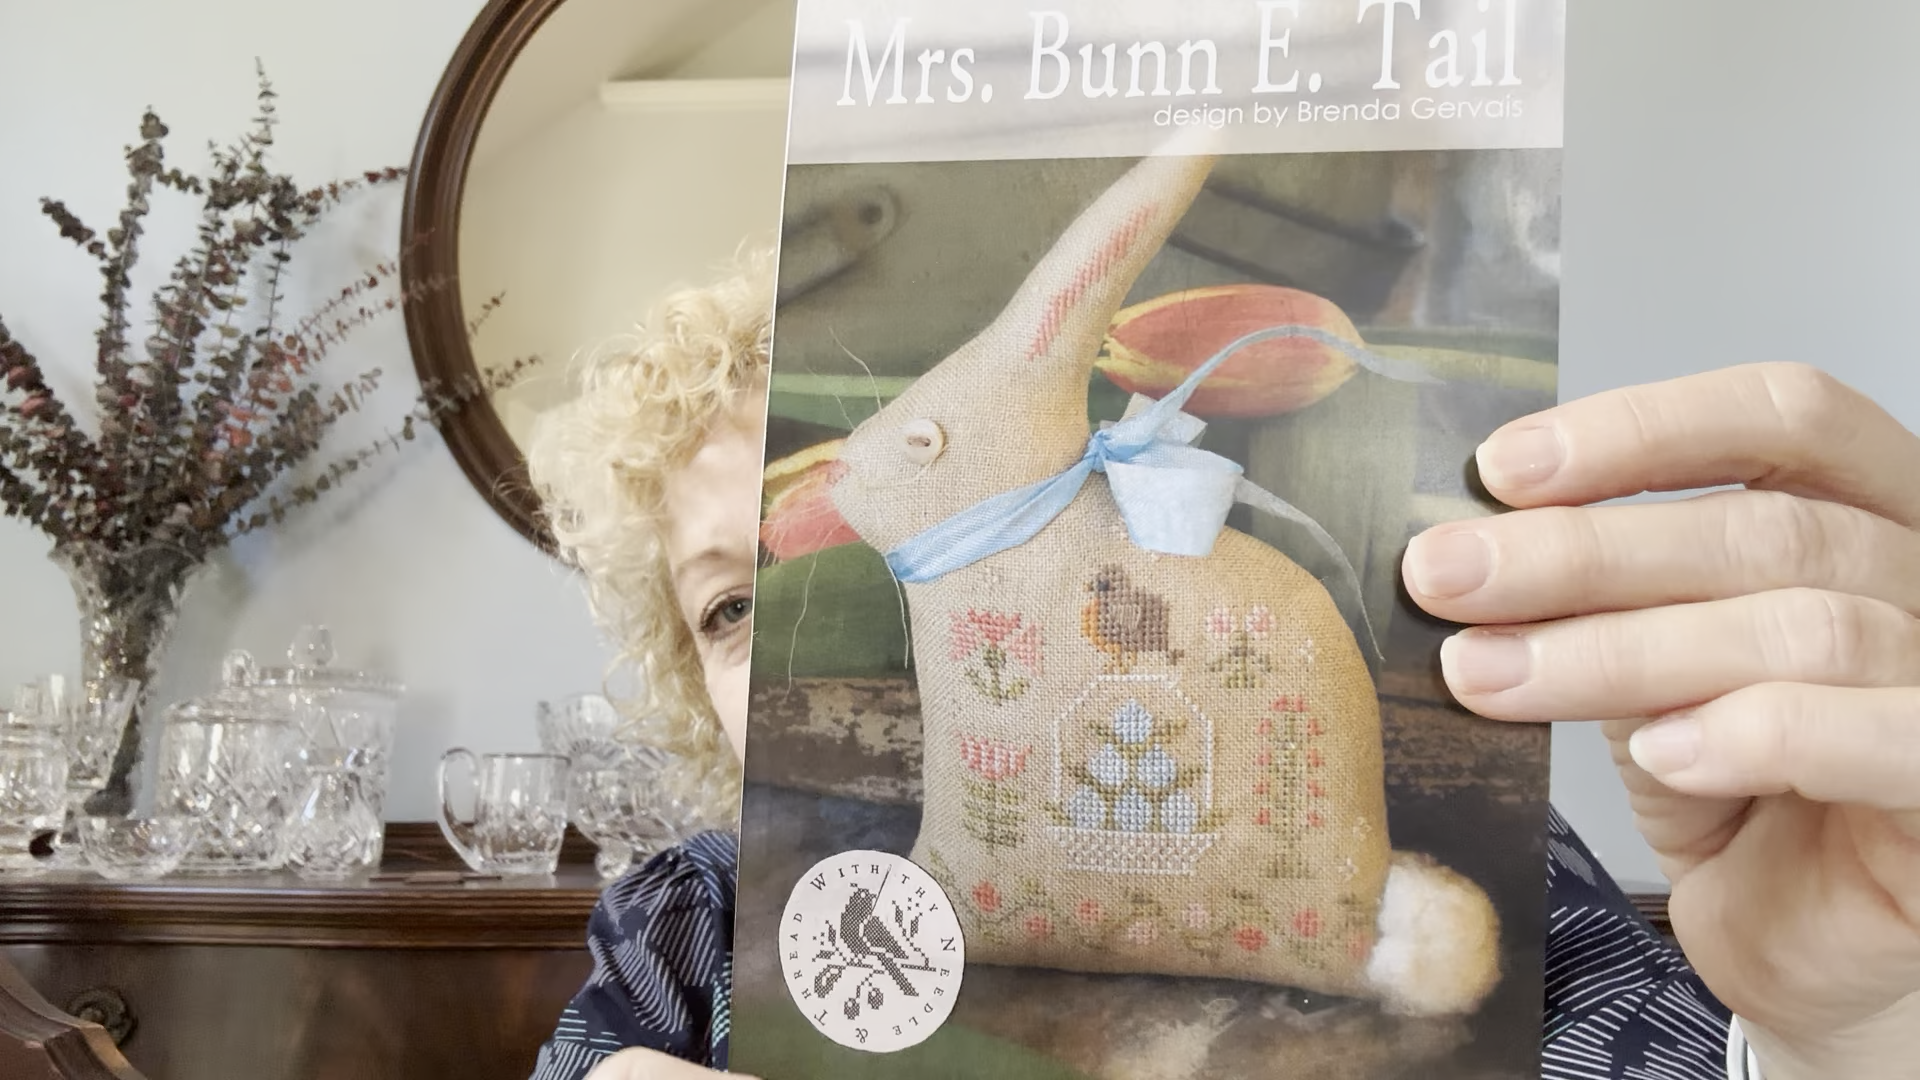 Mrs. Bunn E. Tail
design by Brenda Gervais
WITH THY NEEDLE & THREAD